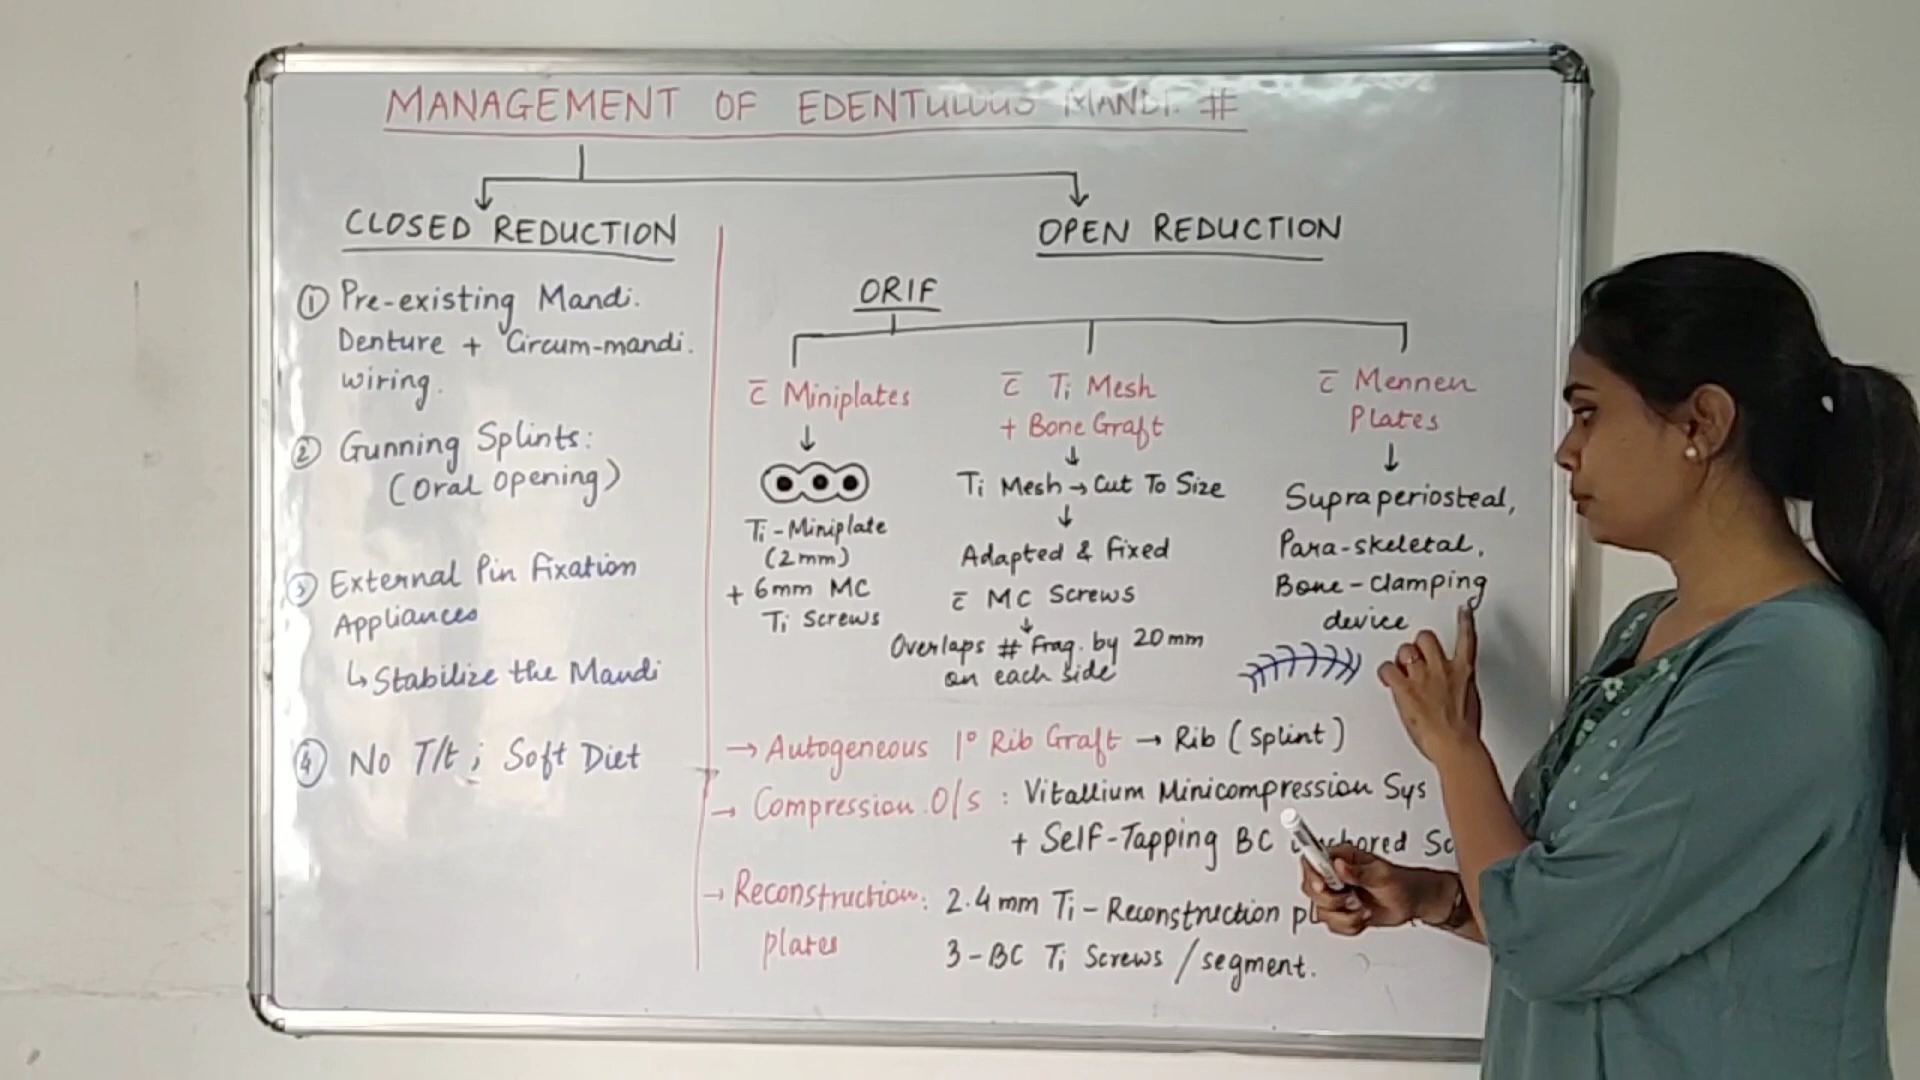 MANAGEMENT OF EDENTULOUS MANDI. #
CLOSED REDUCTION
① Pre-existing Mandi.
Denture + Circum-mandi.
wiring.
② Gunning Splints:
(Oral opening)
③ External Pin Fixation
Appliances
↳ Stabilize the Mandi
④ No T/t ; Soft Diet
OPEN REDUCTION
ORIF
c̄ Miniplates
↓
Ti-Miniplate
(2mm)
+ 6mm MC
Ti Screws
c̄ Ti Mesh
+ Bone Graft
↓
Ti Mesh → Cut To Size
↓
Adapted & Fixed
c̄ MC Screws
↓
Overlaps # Frag. by 20mm
on each side
c̄ Mennen
Plates
↓
Supraperiosteal,
Para-skeletal,
Bone-clamping
device
→ Autogeneous 1° Rib Graft → Rib (Splint)
→ Compression O/s : Vitallium Minicompression Sys
+ Self-Tapping BC
→ Reconstruction: 2.4mm Ti-Reconstruction
plates
3-BC Ti Screws / segment.